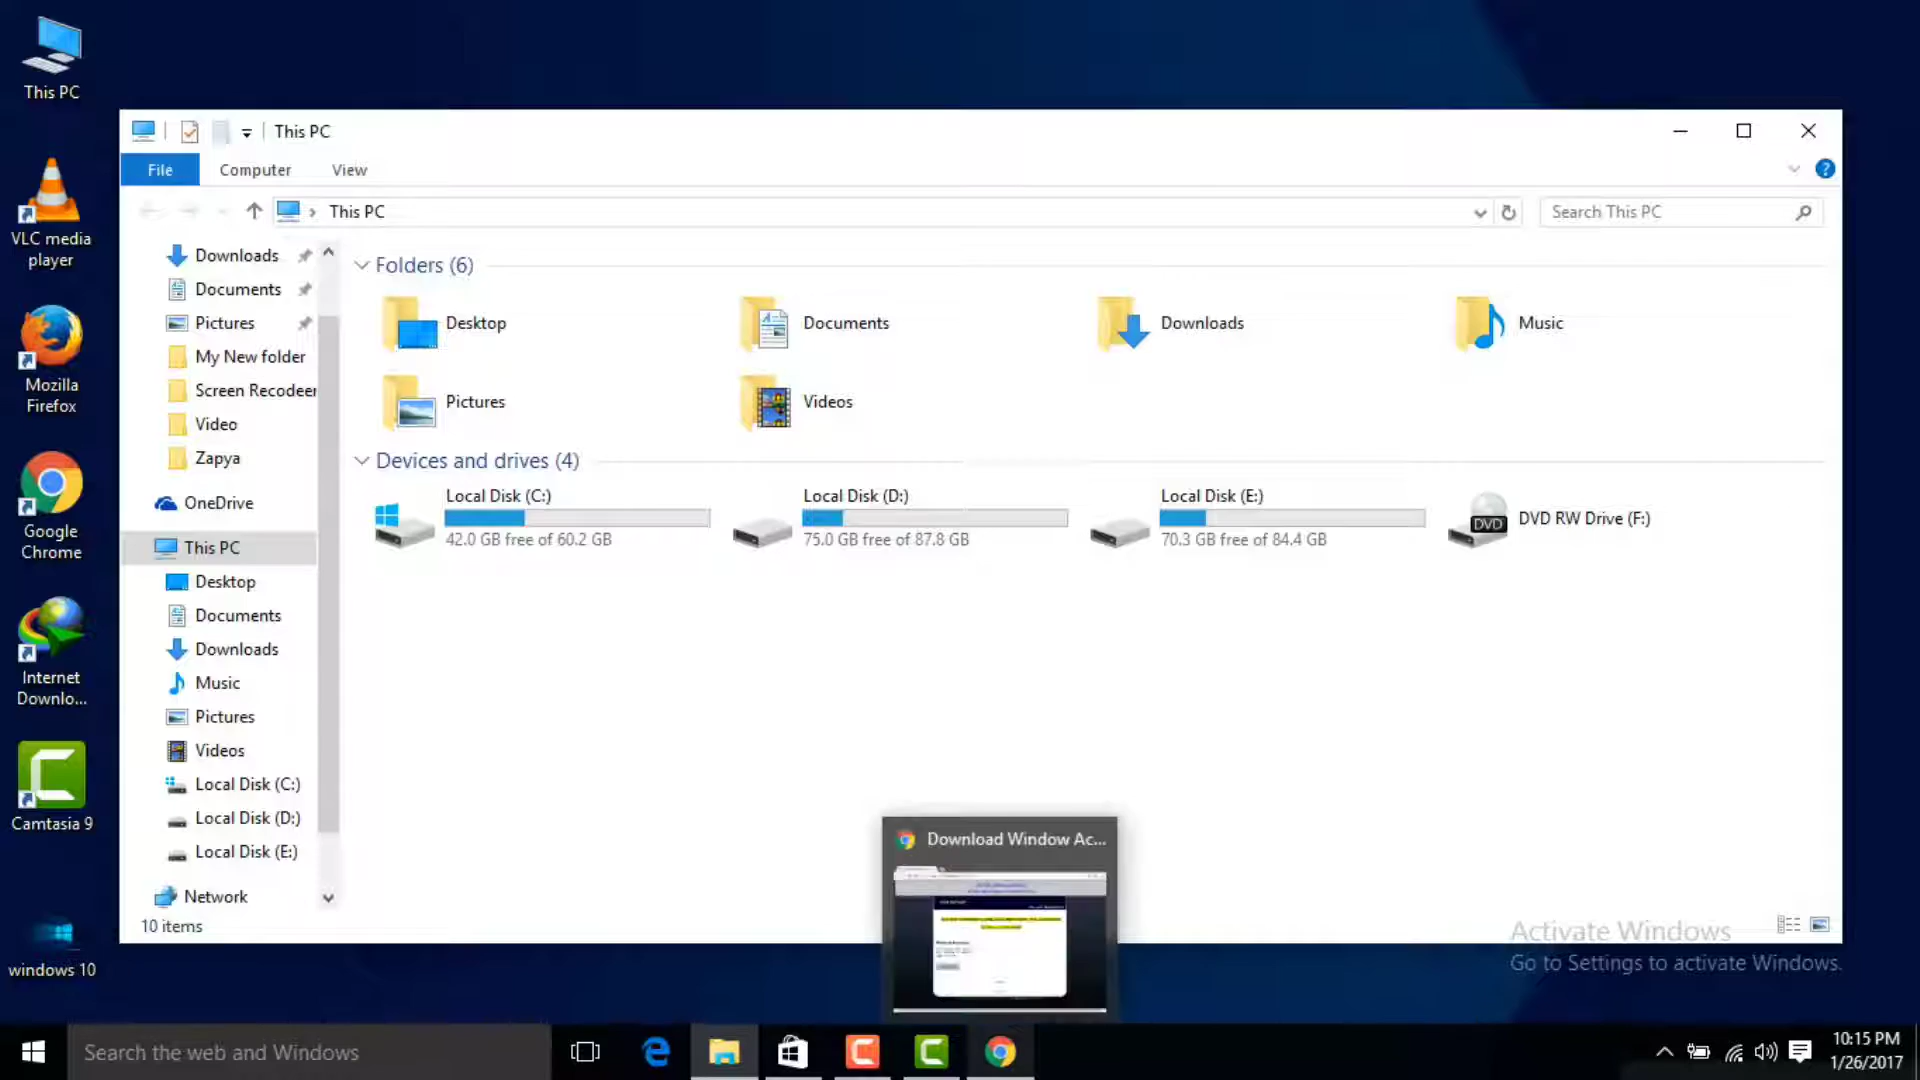 This PC
VLC media
player
Mozilla
Firefox
Google
Chrome
Internet
Downlo...
Camtasia 9
windows 10
This PC
File
Computer
View
This PC
Search This PC
Downloads
Documents
Pictures
My New folder
Screen Recodeer
Video
Zapya
OneDrive
This PC
Desktop
Documents
Downloads
Music
Pictures
Videos
Local Disk (C:)
Local Disk (D:)
Local Disk (E:)
Network
10 items
Folders (6)
Desktop
Documents
Downloads
Music
Pictures
Videos
Devices and drives (4)
Local Disk (C:)
42.0 GB free of 60.2 GB
Local Disk (D:)
75.0 GB free of 87.8 GB
Local Disk (E:)
70.3 GB free of 84.4 GB
DVD
DVD RW Drive (F:)
Download Window Ac...
Activate Windows
Go to Settings to activate Windows.
Search the web and Windows
10:15 PM
1/26/2017